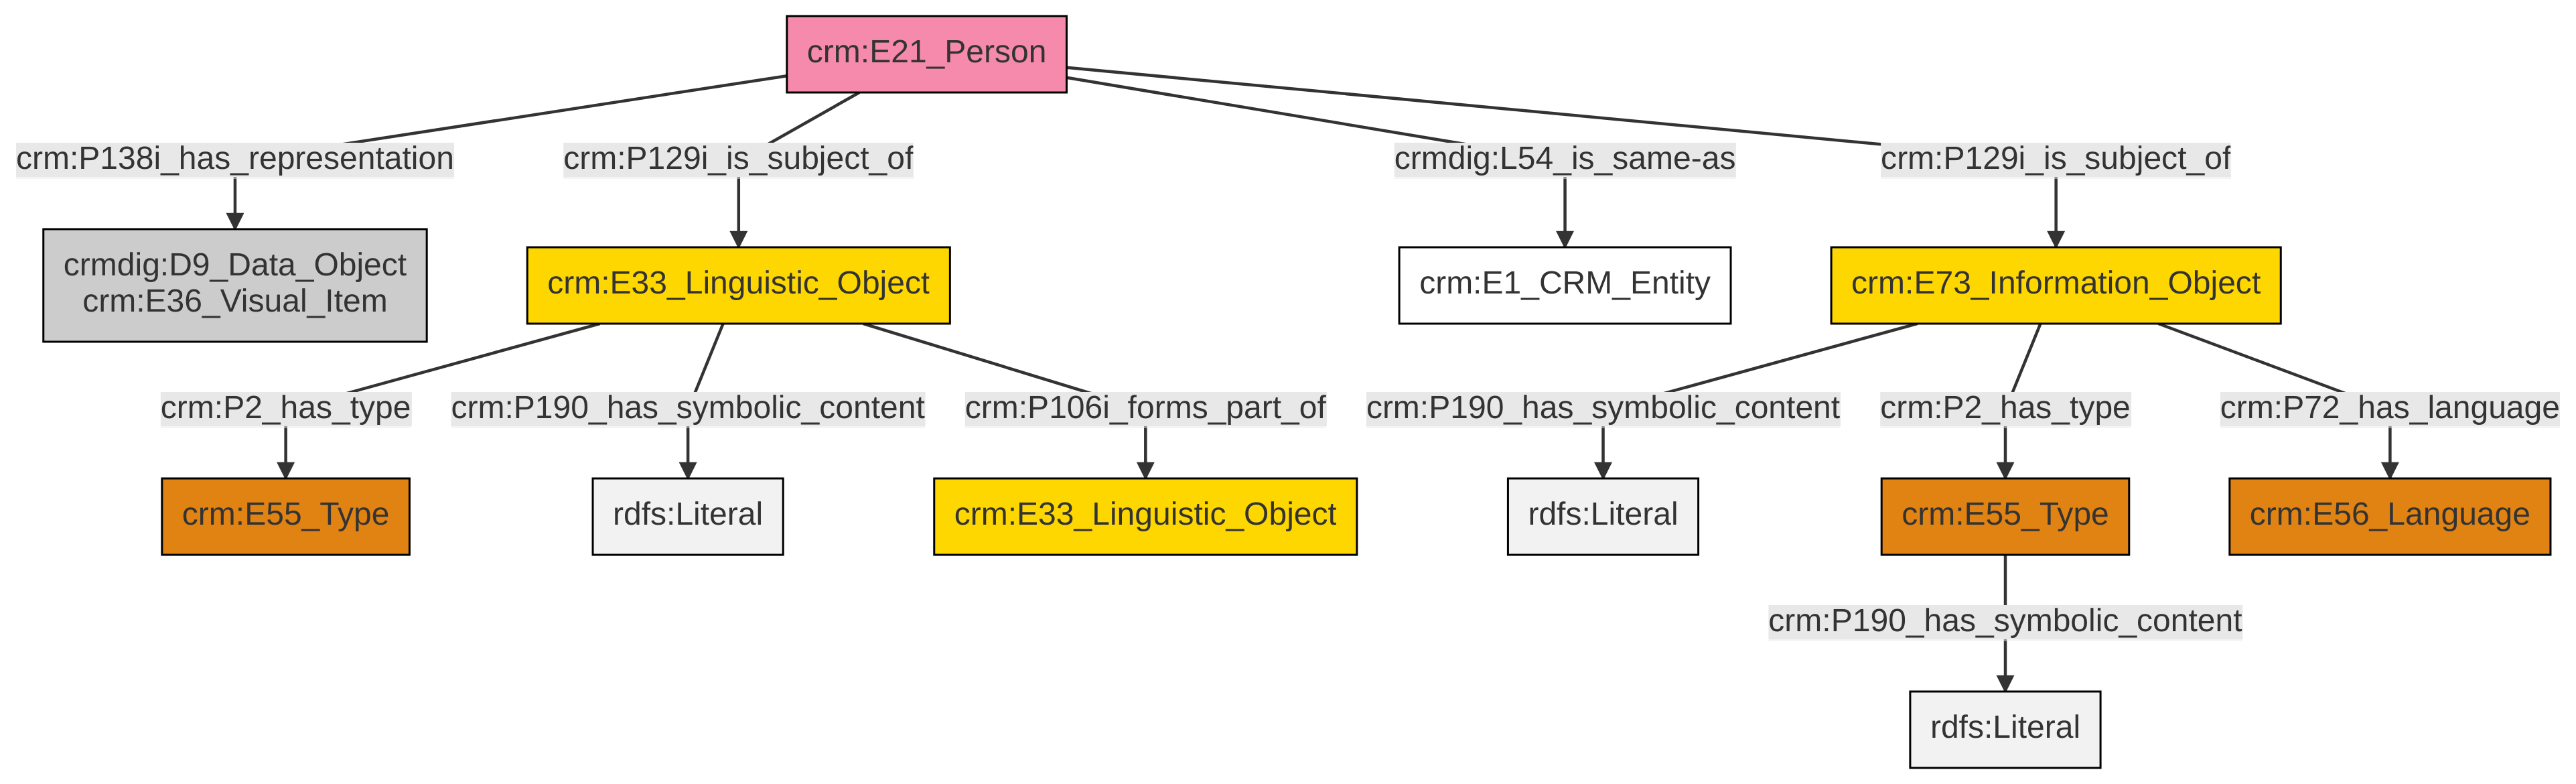 crm:E21_Person
crm:P138i_has_representation
crm:P129i_is_subject_of
crmdig:L54_is_same-as
crm:P129i_is_subject_of
crmdig:D9_Data_Object
crm:E36_Visual_Item
crm:E33_Linguistic_Object
crm:E1_CRM_Entity
crm:E73_Information_Object
crm:P2_has_type
crm:P190_has_symbolic_content
crm:P106i_forms_part_of
crm:P190_has_symbolic_content
crm:P2_has_type
crm:P72_has_language
crm:E55_Type
rdfs:Literal
crm:E33_Linguistic_Object
rdfs:Literal
crm:E55_Type
crm:E56_Language
crm:P190_has_symbolic_content
rdfs:Literal